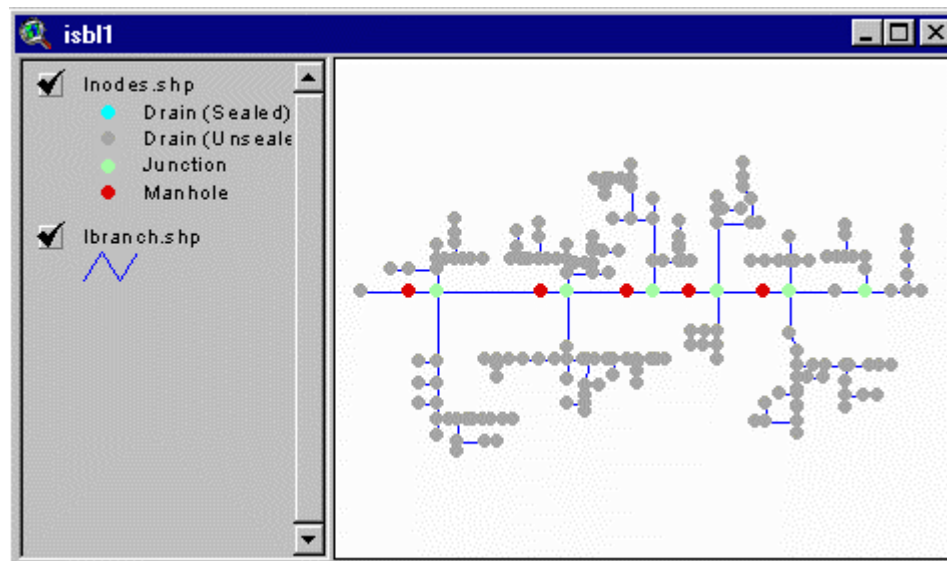 isbl1
lnodes.shp
Drain (Sealed)
Drain (Unseale
Junction
Manhole
lbranch.shp